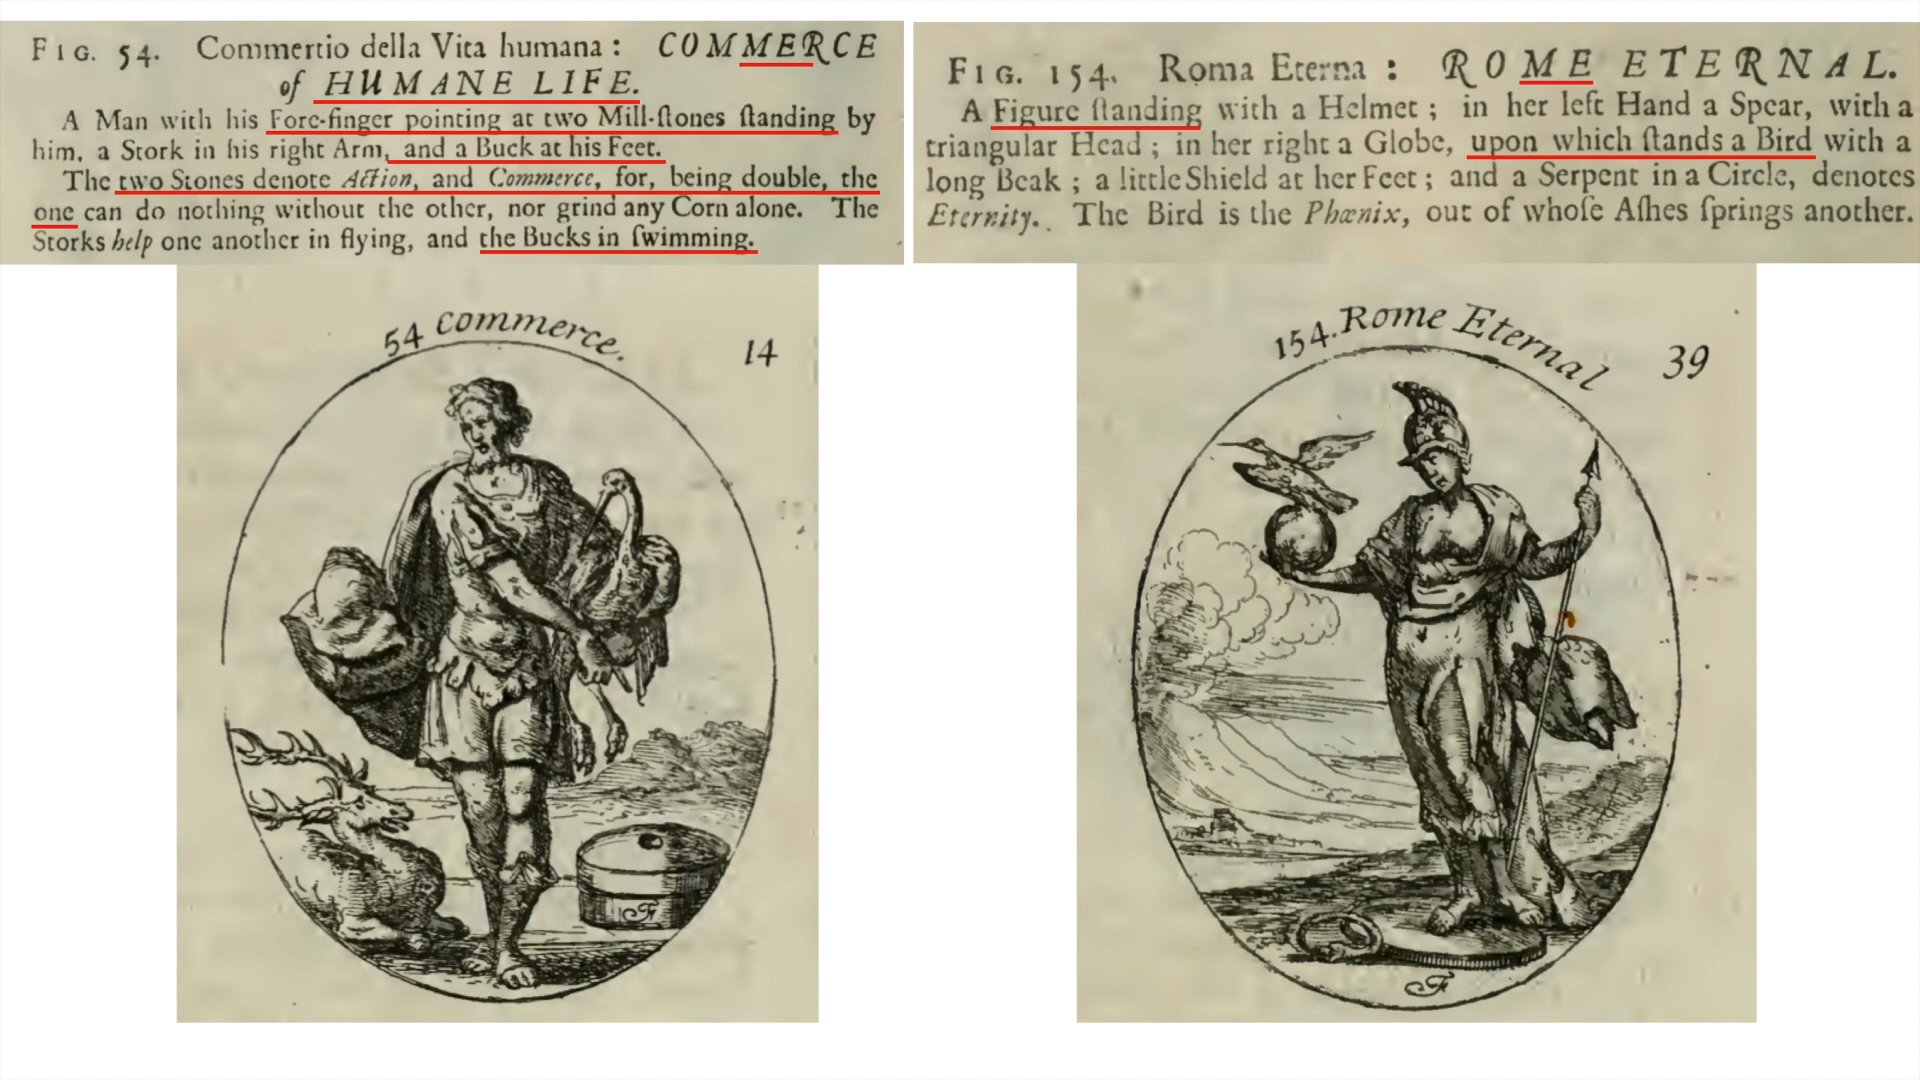 FIG. 54. Commertio della Vita humana: COMMERCE
of HUMANE LIFE.
A Man with his Fore-finger pointing at two Mill-ſtones ſtanding by
him, a Stork in his right Arm, and a Buck at his Feet.
The two Stones denote Action, and Commerce, for, being double, the
one can do nothing without the other, nor grind any Corn alone. The
Storks help one another in flying, and the Bucks in ſwimming.
54 Commerce.
14
FIG. 154. Roma Eterna: ROME ETERNAL.
A Figure ſtanding with a Helmet; in her left Hand a Spear, with a
triangular Head; in her right a Globe, upon which ſtands a Bird with a
long Beak; a little Shield at her Feet; and a Serpent in a Circle, denotes
Eternity. The Bird is the Phœnix, out of whoſe Aſhes ſprings another.
154. Rome Eternal
39